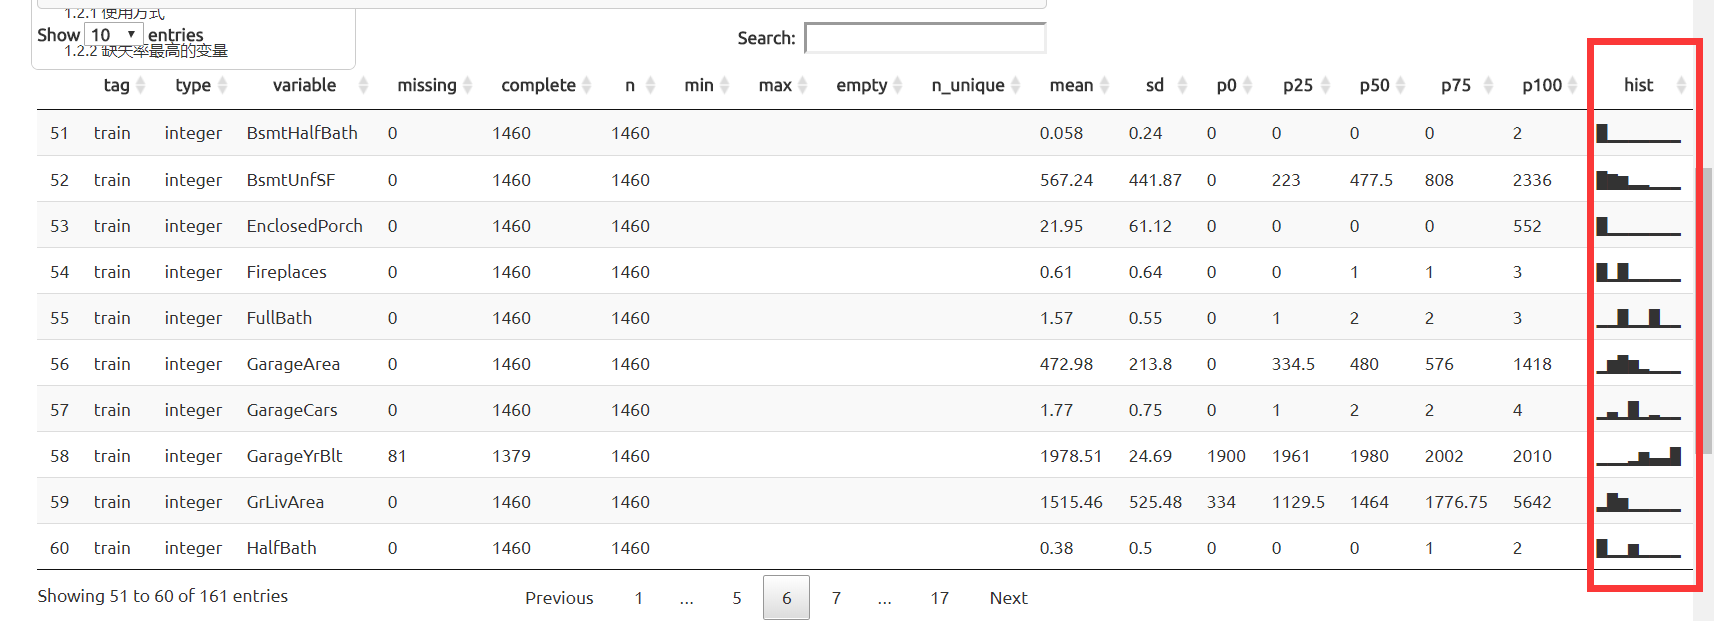 1.2.1 使用方式
Show 10 entries
Search:
1.2.2 缺失率最高的变量
tag type variable missing complete n min max empty n_unique mean sd p0 p25 p50 p75 p100 hist
51 train integer BsmtHalfBath 0 1460 1460 0.058 0.24 0 0 0 0 2 █▁▁▁▁▁▁▁
52 train integer BsmtUnfSF 0 1460 1460 567.24 441.87 0 223 477.5 808 2336 █▇▅▂▂▁▁▁
53 train integer EnclosedPorch 0 1460 1460 21.95 61.12 0 0 0 0 552 █▁▁▁▁▁▁▁
54 train integer Fireplaces 0 1460 1460 0.61 0.64 0 0 1 1 3 █▁█▁▁▁▁▁
55 train integer FullBath 0 1460 1460 1.57 0.55 0 1 2 2 3 ▁▁█▁▁█▁▁
56 train integer GarageArea 0 1460 1460 472.98 213.8 0 334.5 480 576 1418 ▁▅█▅▂▁▁▁
57 train integer GarageCars 0 1460 1460 1.77 0.75 0 1 2 2 4 ▁▃▁█▁▂▁▁
58 train integer GarageYrBlt 81 1379 1460 1978.51 24.69 1900 1961 1980 2002 2010 ▁▁▁▂▅▃▃█
59 train integer GrLivArea 0 1460 1460 1515.46 525.48 334 1129.5 1464 1776.75 5642 ▂█▅▁▁▁▁▁
60 train integer HalfBath 0 1460 1460 0.38 0.5 0 0 0 1 2 █▁▁▅▁▁▁▁
Showing 51 to 60 of 161 entries
Previous 1 … 5 6 7 … 17 Next